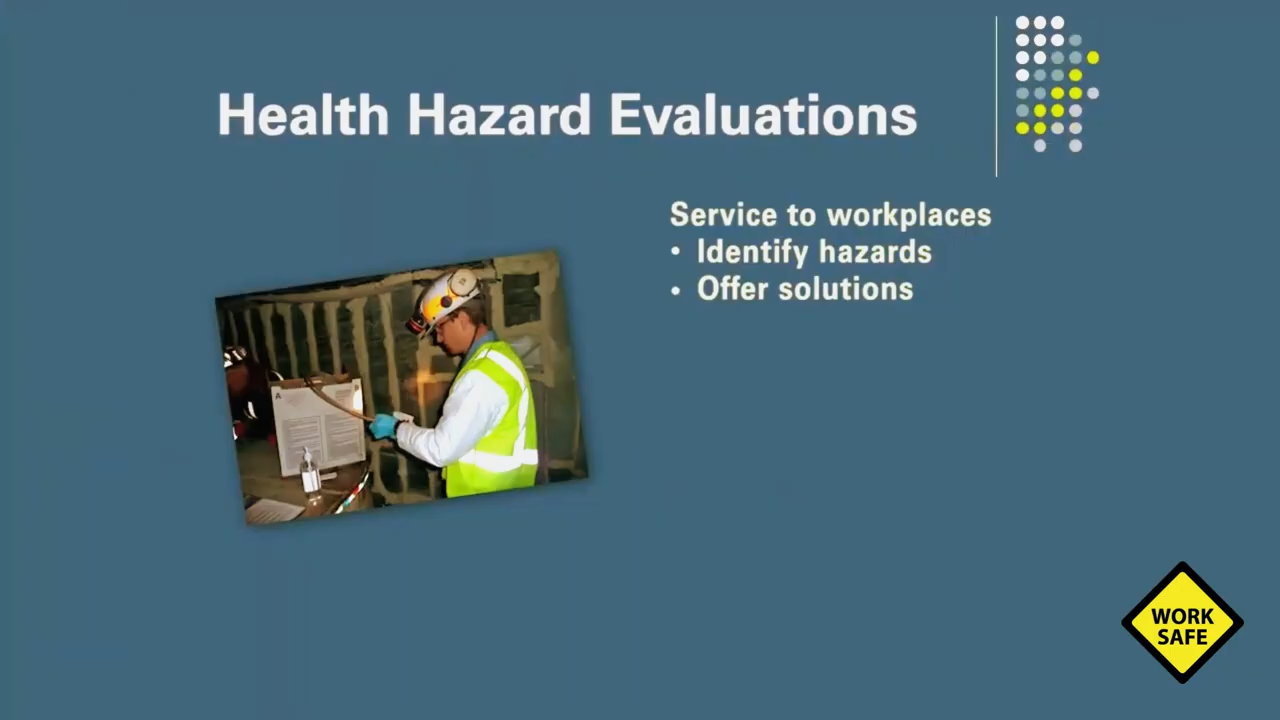 Health Hazard Evaluations
Service to workplaces
• Identify hazards
• Offer solutions
A
WORK
SAFE